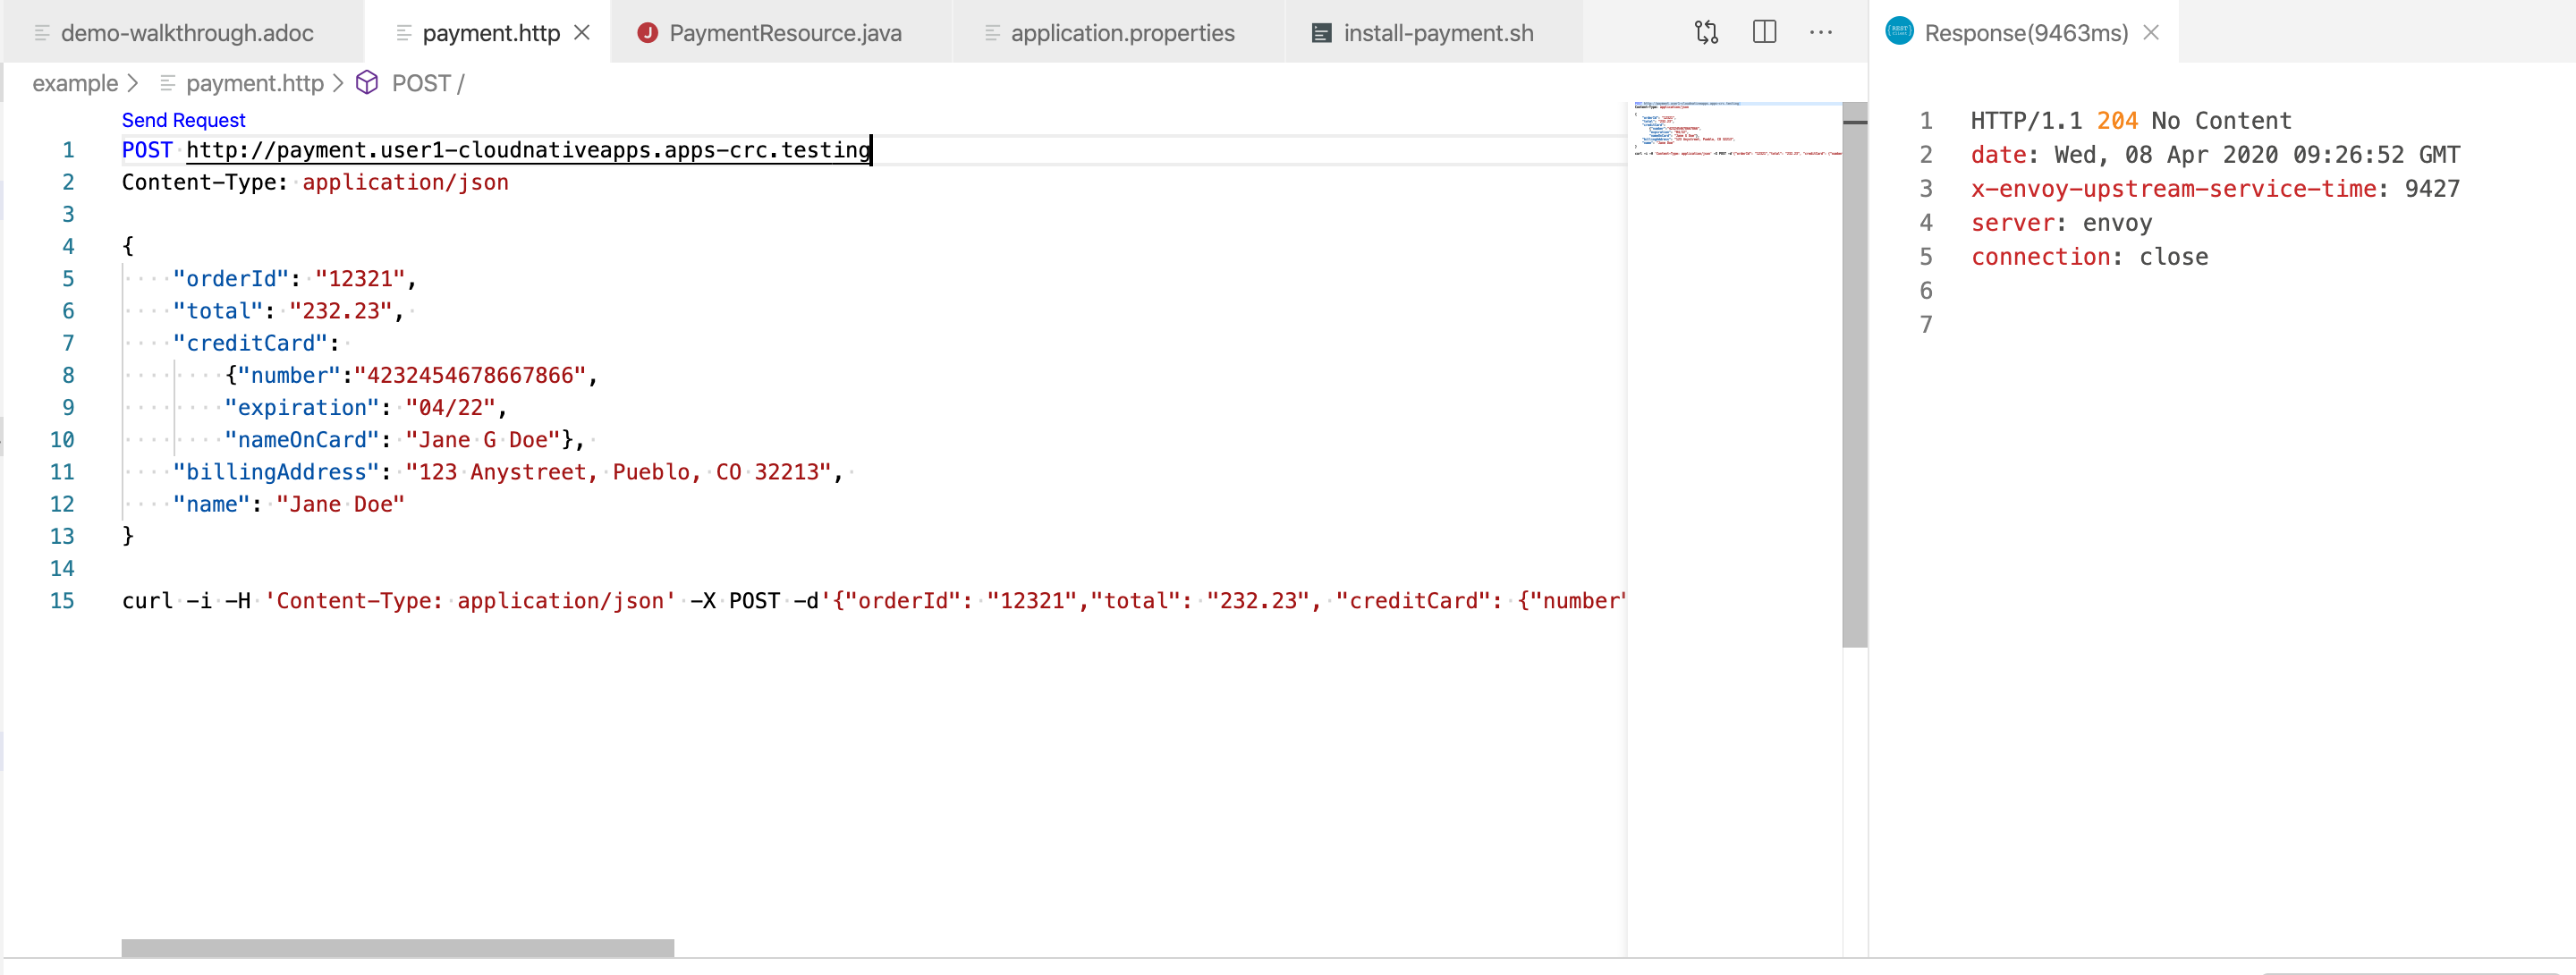 demo-walkthrough.adoc
payment.http
PaymentResource.java
application.properties
install-payment.sh
Response(9463ms)
example > payment.http > POST /
Send Request
1 POST http://payment.user1-cloudnativeapps.apps-crc.testing
2 Content-Type: application/json
3
4 {
5 "orderId": "12321",
6 "total": "232.23",
7 "creditCard":
8 {"number":"4232454678667866",
9 "expiration": "04/22",
10 "nameOnCard": "Jane G Doe"},
11 "billingAddress": "123 Anystreet, Pueblo, CO 32213",
12 "name": "Jane Doe"
13 }
14
15 curl -i -H 'Content-Type: application/json' -X POST -d'{"orderId": "12321","total": "232.23", "creditCard": {"number"
1 HTTP/1.1 204 No Content
2 date: Wed, 08 Apr 2020 09:26:52 GMT
3 x-envoy-upstream-service-time: 9427
4 server: envoy
5 connection: close
6
7